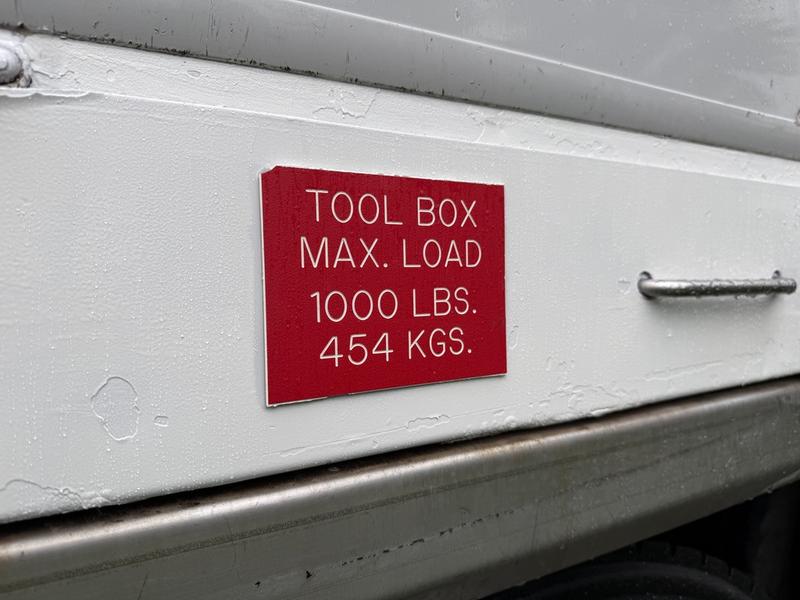 TOOL BOX
MAX. LOAD
1000 LBS.
454 KGS.